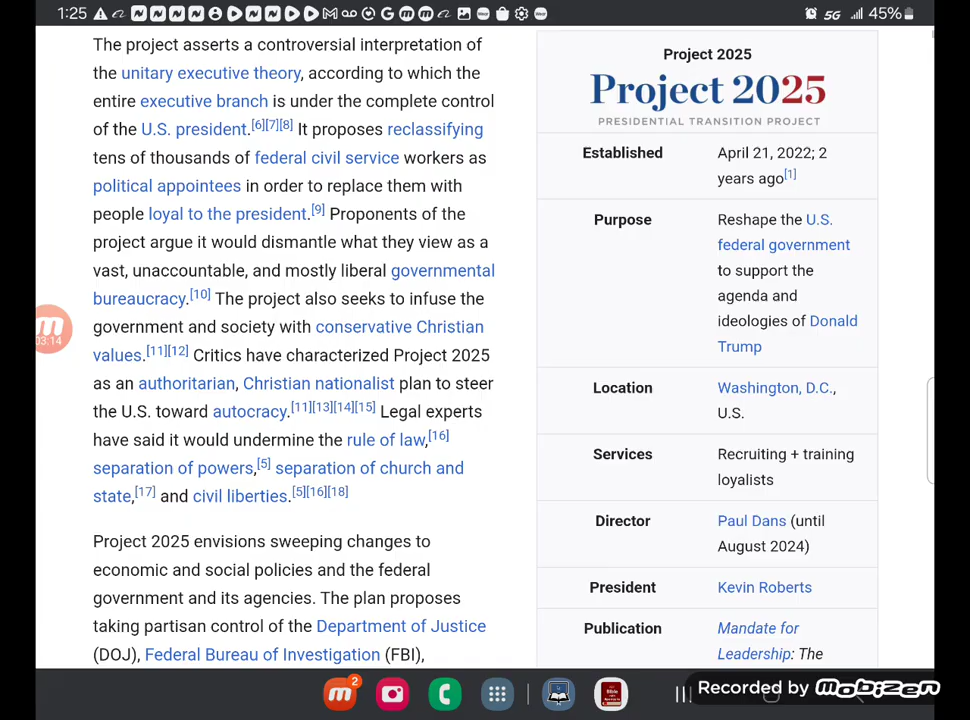 1:25
5G
45%
The project asserts a controversial interpretation of
the unitary executive theory, according to which the
entire executive branch is under the complete control
of the U.S. president.[6][7][8] It proposes reclassifying
tens of thousands of federal civil service workers as
political appointees in order to replace them with
people loyal to the president.[9] Proponents of the
project argue it would dismantle what they view as a
vast, unaccountable, and mostly liberal governmental
bureaucracy.[10] The project also seeks to infuse the
government and society with conservative Christian
values.[11][12] Critics have characterized Project 2025
as an authoritarian, Christian nationalist plan to steer
the U.S. toward autocracy.[11][13][14][15] Legal experts
have said it would undermine the rule of law,[16]
separation of powers,[5] separation of church and
state,[17] and civil liberties.[5][16][18]
Project 2025 envisions sweeping changes to
economic and social policies and the federal
government and its agencies. The plan proposes
taking partisan control of the Department of Justice
(DOJ), Federal Bureau of Investigation (FBI),
Project 2025
Project 2025
PRESIDENTIAL TRANSITION PROJECT
Established
April 21, 2022; 2
years ago[1]
Purpose
Reshape the U.S.
federal government
to support the
agenda and
ideologies of Donald
Trump
Location
Washington, D.C.,
U.S.
Services
Recruiting + training
loyalists
Director
Paul Dans (until
August 2024)
President
Kevin Roberts
Publication
Mandate for
Leadership: The
03:14
2
Recorded by mobizen